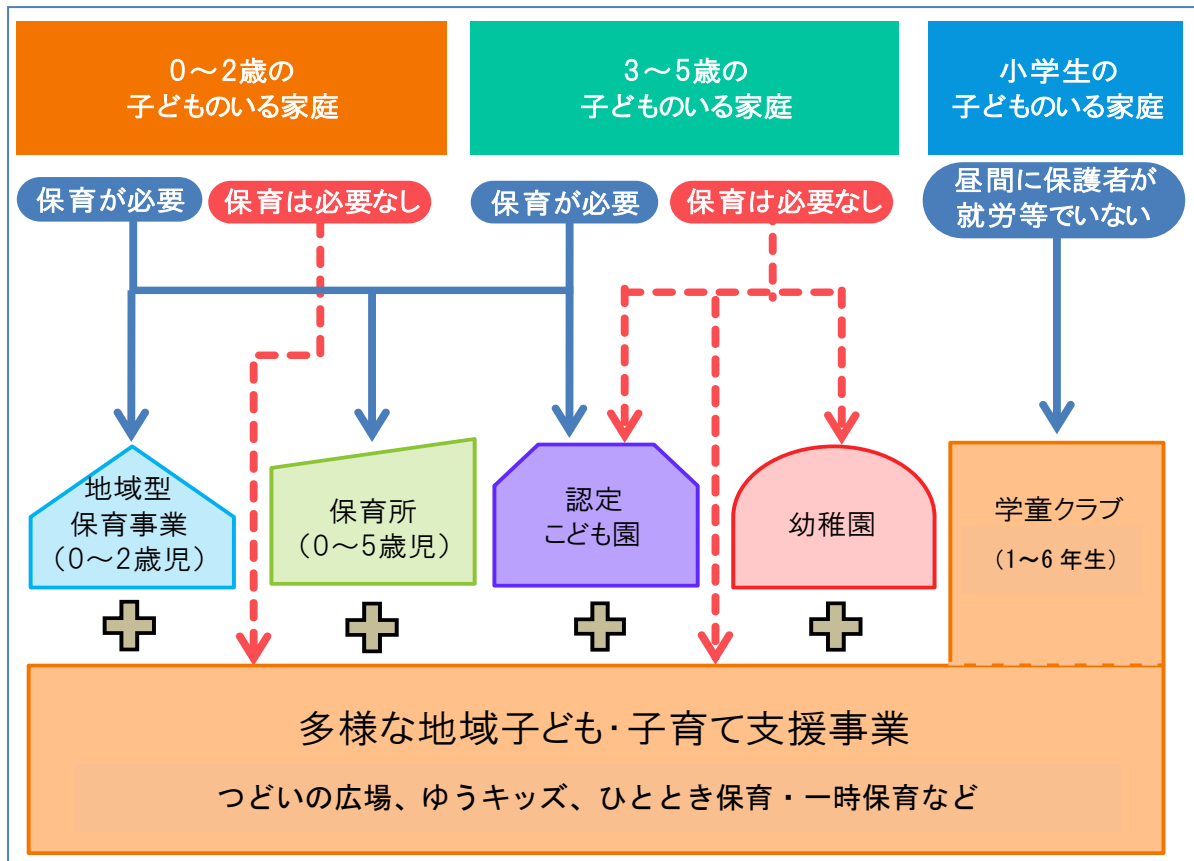 0～2歳の
子どものいる家庭
3～5歳の
子どものいる家庭
小学生の
子どものいる家庭
保育が必要
保育は必要なし
保育が必要
保育は必要なし
昼間に保護者が
就労等でいない
地域型
保育事業
（0～2歳児）
保育所
（0～5歳児）
認定
こども園
幼稚園
学童クラブ
（1～6 年生）
多様な地域子ども・子育て支援事業
つどいの広場、ゆうキッズ、ひととき保育・一時保育など